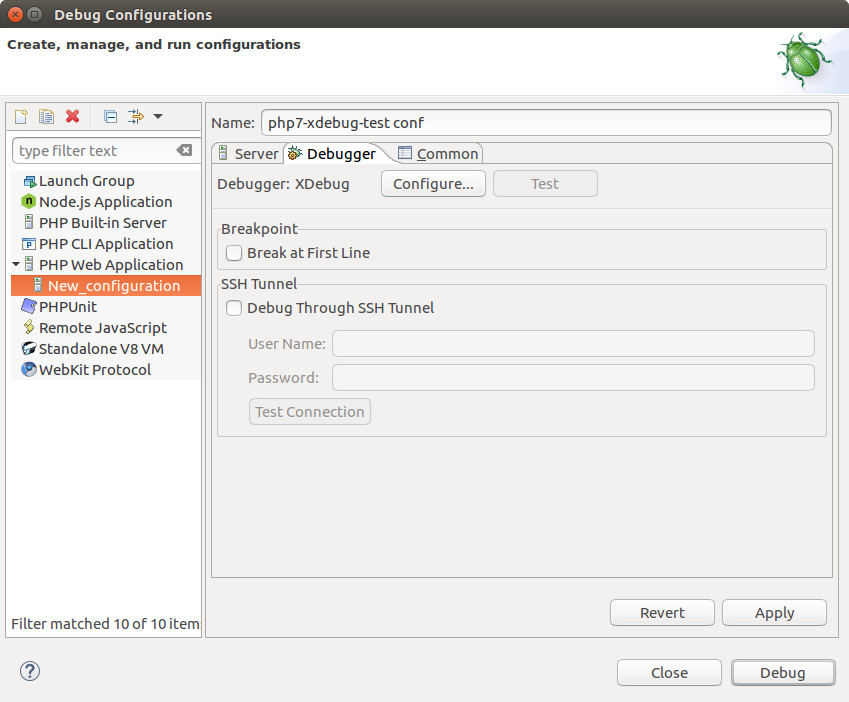 Debug Configurations
Create, manage, and run configurations
Name: php7-xdebug-test conf
type filter text
Server Debugger Common
Launch Group
Node.js Application
PHP Built-in Server
PHP CLI Application
PHP Web Application
New_configuration
PHPUnit
Remote JavaScript
Standalone V8 VM
WebKit Protocol
Filter matched 10 of 10 item
Debugger: XDebug Configure... Test
Breakpoint
Break at First Line
SSH Tunnel
Debug Through SSH Tunnel
User Name:
Password:
Test Connection
Revert Apply
? Close Debug